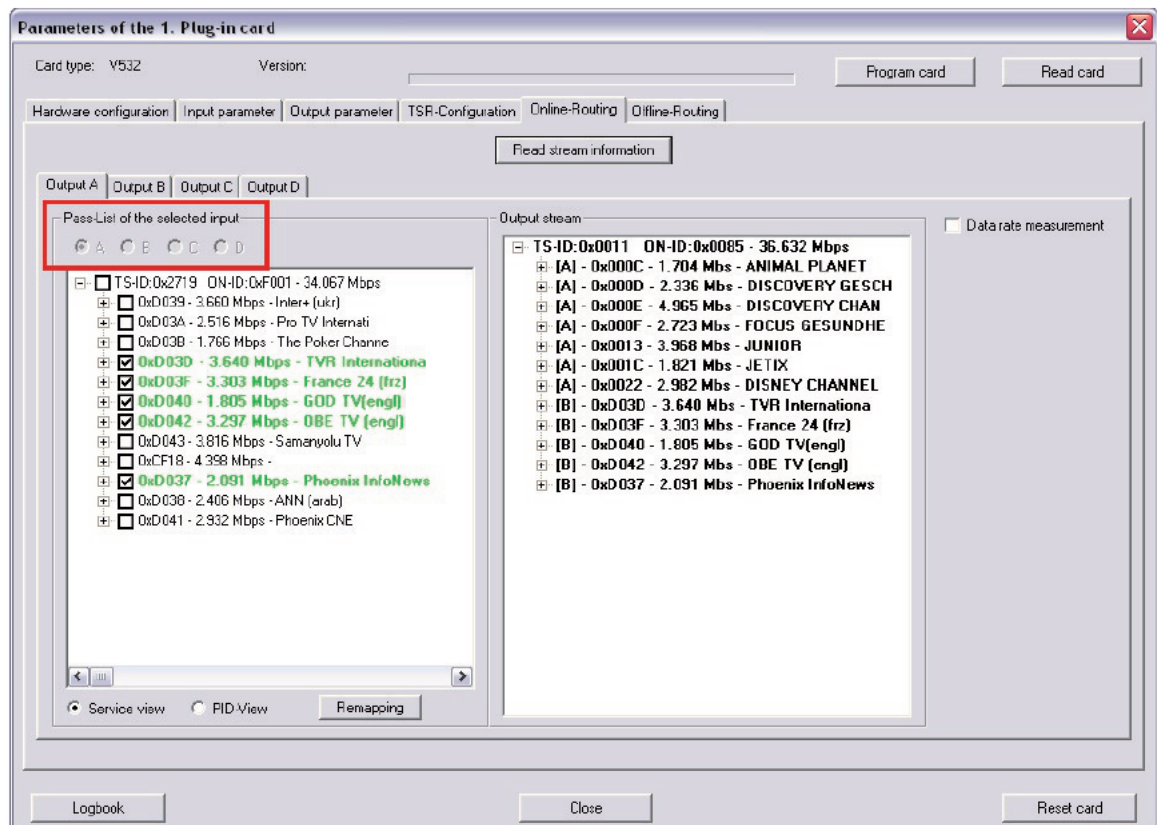 Parameters of the 1. Plug-in card
Card type: V532 Version:
Program card Read card
Hardware configuration Input parameter Output parameter TSR-Configuration Online-Routing Offline-Routing
Read stream information
Output A Output B Output C Output D
Pass-List of the selected input
A B C D
TS-ID:0x2719 ON-ID:0xF001 - 34.067 Mbps
0xD039 - 3.660 Mbps - Inter+ (ukr)
0xD03A - 2.516 Mbps - Pro TV Internati
0xD03B - 1.766 Mbps - The Poker Channe
0xD03D - 3.640 Mbps - TVR Internationa
0xD03F - 3.303 Mbps - France 24 (frz)
0xD040 - 1.805 Mbps - GOD TV(engl)
0xD042 - 3.297 Mbps - OBE TV (engl)
0xD043 - 3.816 Mbps - Samanyolu TV
0xCF18 - 4.398 Mbps -
0xD037 - 2.091 Mbps - Phoenix InfoNews
0xD038 - 2.406 Mbps - ANN (arab)
0xD041 - 2.932 Mbps - Phoenix CNE
Service view PID-View Remapping
Output stream
TS-ID:0x0011 ON-ID:0x0085 - 36.632 Mbps
[A] - 0x000C - 1.704 Mbs - ANIMAL PLANET
[A] - 0x000D - 2.336 Mbs - DISCOVERY GESCH
[A] - 0x000E - 4.965 Mbs - DISCOVERY CHAN
[A] - 0x000F - 2.723 Mbs - FOCUS GESUNDHE
[A] - 0x0013 - 3.968 Mbs - JUNIOR
[A] - 0x001C - 1.821 Mbs - JETIX
[A] - 0x0022 - 2.982 Mbs - DISNEY CHANNEL
[B] - 0xD03D - 3.640 Mbs - TVR Internationa
[B] - 0xD03F - 3.303 Mbs - France 24 (frz)
[B] - 0xD040 - 1.805 Mbs - GOD TV(engl)
[B] - 0xD042 - 3.297 Mbs - OBE TV (engl)
[B] - 0xD037 - 2.091 Mbs - Phoenix InfoNews
Data rate measurement
Logbook Close Reset card